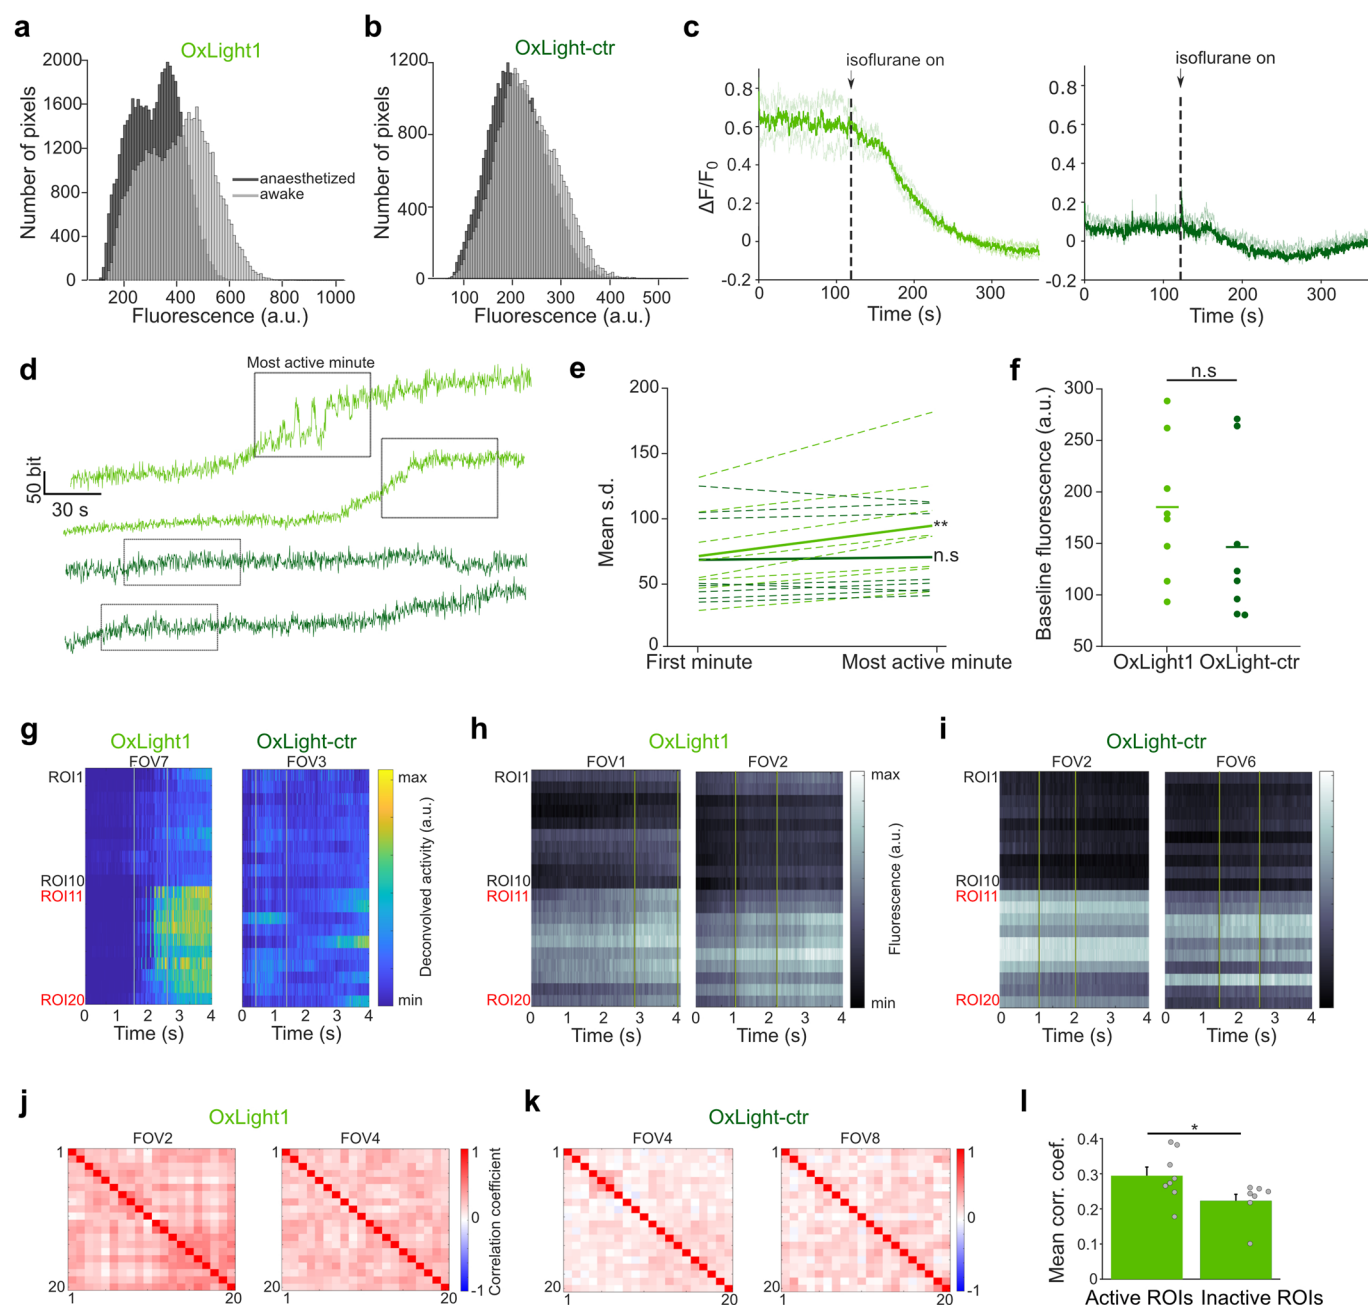 a
OxLight1
2000
1600
1200
800
400
0
Number of pixels
anaesthetized
awake
200
400
600
800
1000
Fluorescence (a.u.)
b
OxLight-ctr
1200
800
400
0
Number of pixels
100
200
300
400
500
Fluorescence (a.u.)
c
isoflurane on
0.8
0.6
0.4
0.2
0
-0.2
ΔF/F0
0
100
200
300
Time (s)
isoflurane on
0.8
0.6
0.4
0.2
0
-0.2
0
100
200
300
Time (s)
d
Most active minute
50 bit
30 s
e
200
150
100
50
0
Mean s.d.
**
n.s
First minute
Most active minute
f
n.s
300
250
200
150
100
50
Baseline fluorescence (a.u.)
OxLight1
OxLight-ctr
g
OxLight1
FOV7
OxLight-ctr
FOV3
ROI1
ROI10
ROI11
ROI20
0
1
2
3
4
Time (s)
0
1
2
3
4
Time (s)
max
min
Deconvolved activity (a.u.)
h
OxLight1
FOV1
FOV2
ROI1
ROI10
ROI11
ROI20
0
1
2
3
4
Time (s)
0
1
2
3
4
Time (s)
max
min
Fluorescence (a.u.)
i
OxLight-ctr
FOV2
FOV6
ROI1
ROI10
ROI11
ROI20
0
1
2
3
4
Time (s)
0
1
2
3
4
Time (s)
j
OxLight1
FOV2
FOV4
1
20
1
20
1
20
1
0
-1
Correlation coefficient
k
OxLight-ctr
FOV4
FOV8
1
20
1
20
1
20
1
0
-1
l
*
0.4
0.3
0.2
0.1
0
Mean corr. coef.
Active ROIs
Inactive ROIs